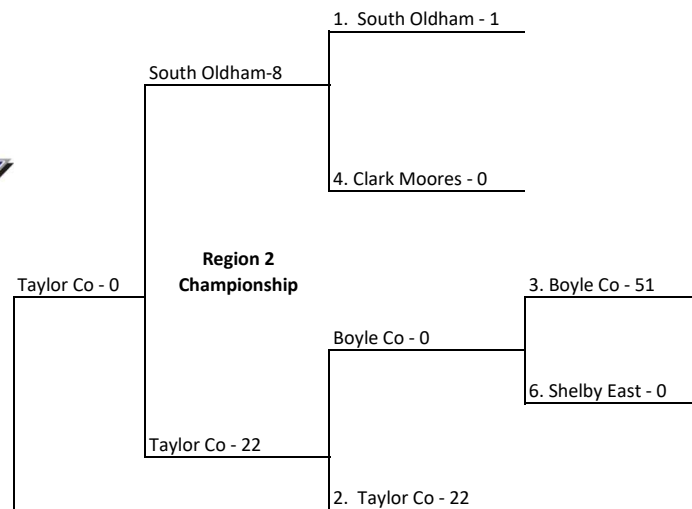 1. South Oldham - 1
South Oldham-8
4. Clark Moores - 0
Region 2
Championship
Taylor Co - 0
3. Boyle Co - 51
Boyle Co - 0
6. Shelby East - 0
Taylor Co - 22
2. Taylor Co - 22